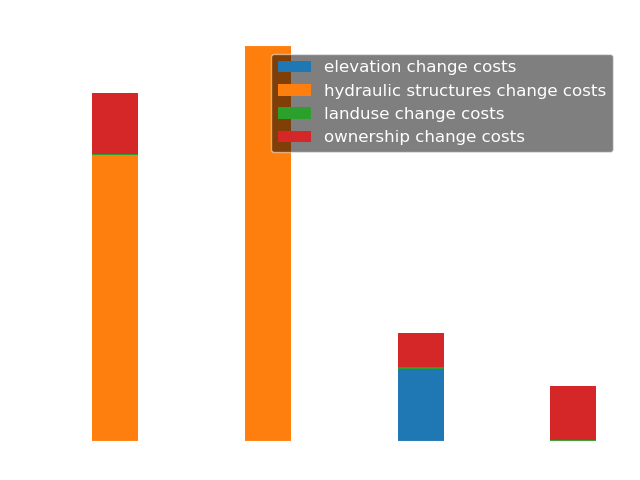 elevation change costs
hydraulic structures change costs
landuse change costs
ownership change costs